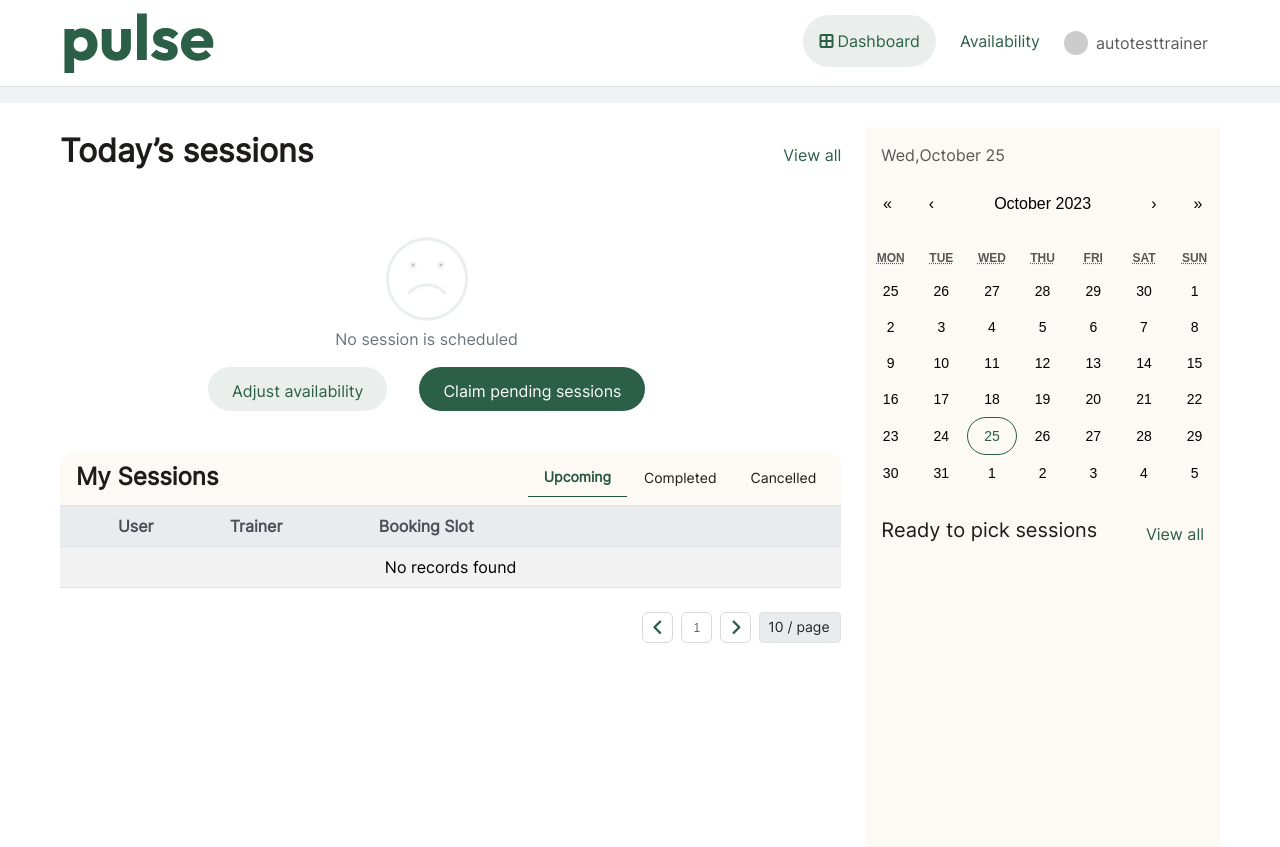 pulse
Dashboard
Availability
autotesttrainer
Today’s sessions
View all
No session is scheduled
Adjust availability
Claim pending sessions
My Sessions
Upcoming
Completed
Cancelled
User Trainer Booking Slot
No records found
1
10 / page
Wed,October 25
« ‹ October 2023 › »
MON TUE WED THU FRI SAT SUN
25 26 27 28 29 30 1
2 3 4 5 6 7 8
9 10 11 12 13 14 15
16 17 18 19 20 21 22
23 24 25 26 27 28 29
30 31 1 2 3 4 5
Ready to pick sessions
View all